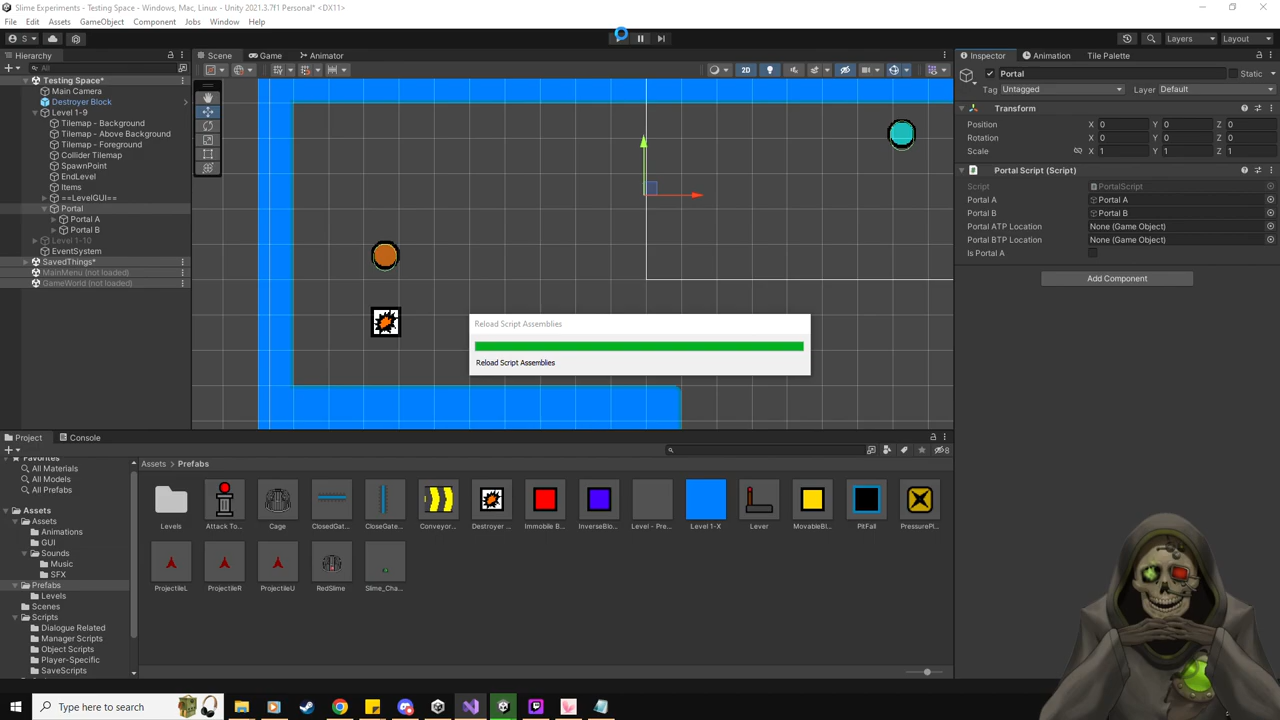 Slime Experiments - Testing Space - Windows, Mac, Linux - Unity 2021.3.7f1 Personal* <DX11>
File Edit Assets GameObject Component Jobs Window Help
S
Layers Layout
Hierarchy
All
Testing Space*
Main Camera
Destroyer Block
Level 1-9
Tilemap - Background
Tilemap - Above Background
Tilemap - Foreground
Collider Tilemap
SpawnPoint
EndLevel
Items
==LevelGUI==
Portal
Portal A
Portal B
Level 1-10
EventSystem
SavedThings*
MainMenu (not loaded)
GameWorld (not loaded)
Scene Game Animator
2D
Reload Script Assemblies
Reload Script Assemblies
Inspector Animation Tile Palette
Portal Static
Tag Untagged Layer Default
Transform
Position X 0 Y 0 Z 0
Rotation X 0 Y 0 Z 0
Scale X 1 Y 1 Z 1
Portal Script (Script)
Script PortalScript
Portal A Portal A
Portal B Portal B
Portal ATP Location None (Game Object)
Portal BTP Location None (Game Object)
Is Portal A
Add Component
Project Console
8
Favorites
All Materials
All Models
All Prefabs
Assets
Assets
Animations
GUI
Sounds
Music
SFX
Prefabs
Levels
Scenes
Scripts
Dialogue Related
Manager Scripts
Object Scripts
Player-Specific
SaveScripts
Assets Prefabs
Levels Attack To... Cage ClosedGat... CloseGate... Conveyor... Destroyer ... Immobile B... InverseBlo... Level - Pre... Level 1-X Lever MovableBl... PitFall PressurePl...
ProjectileL ProjectileR ProjectileU RedSlime Slime_Cha...
Type here to search